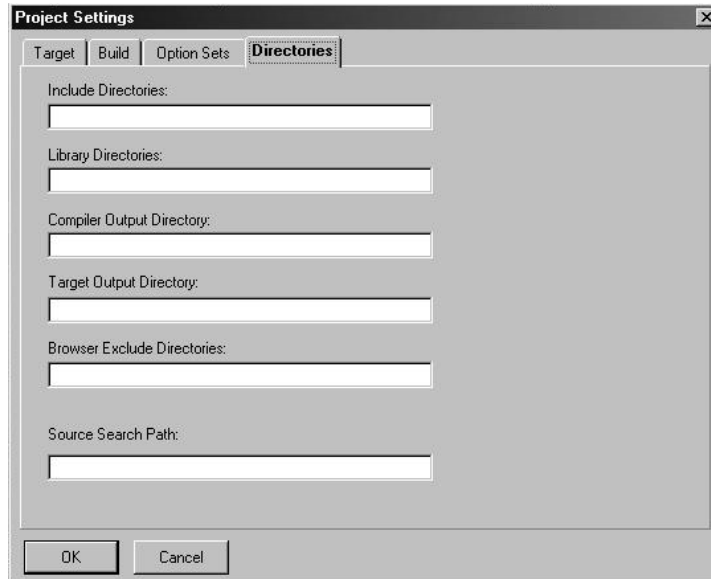 Project Settings
Target Build Option Sets Directories
Include Directories:
Library Directories:
Compiler Output Directory:
Target Output Directory:
Browser Exclude Directories:
Source Search Path:
OK Cancel